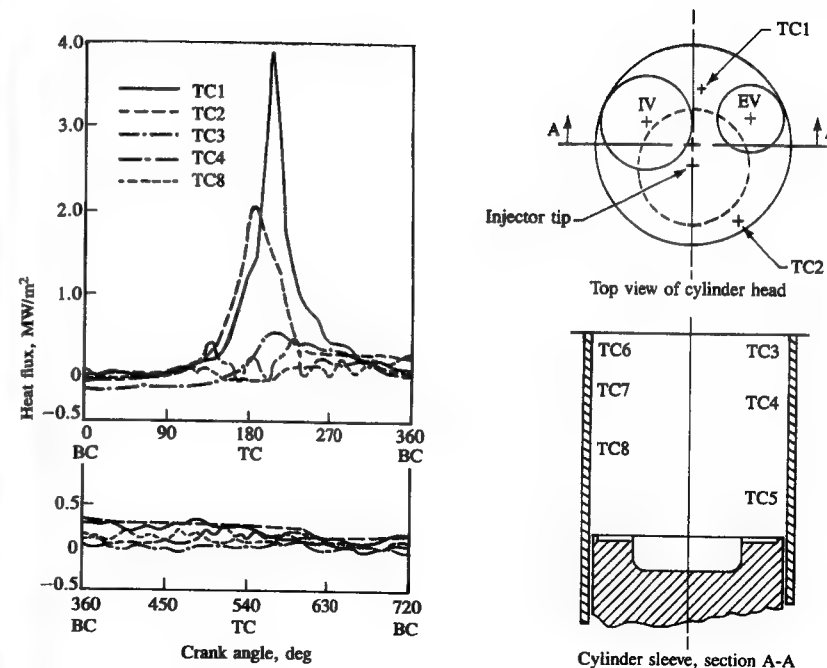 4.0
3.0
2.0
1.0
0
−0.5
Heat flux, MW/m²
TC1
TC2
TC3
TC4
TC8
0 90 180 270 360
BC TC BC
0.5
0
−0.5
360 450 540 630 720
BC TC BC
Crank angle, deg
TC1
IV
EV
A
Injector tip
TC2
Top view of cylinder head
TC6 TC3
TC7
TC4
TC8
TC5
Cylinder sleeve, section A-A